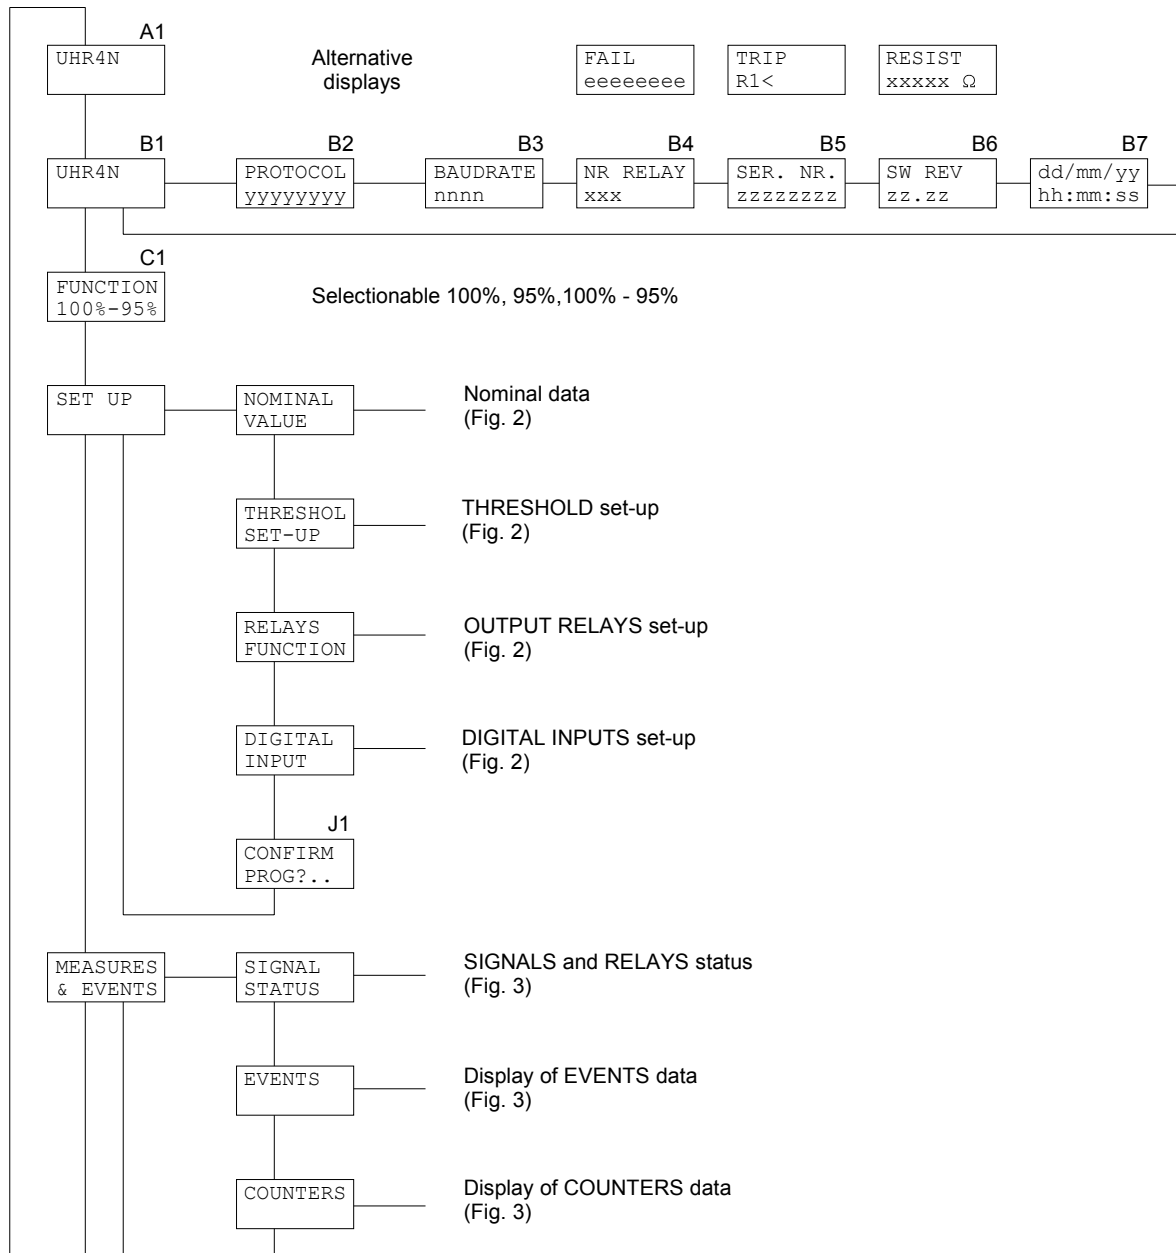 A1
UHR4N
Alternative
displays
FAIL
eeeeeeee
TRIP
R1<
RESIST
xxxxx Ω
B1
UHR4N
B2
PROTOCOL
yyyyyyyy
B3
BAUDRATE
nnnn
B4
NR RELAY
xxx
B5
SER. NR.
zzzzzzzz
B6
SW REV
zz.zz
B7
dd/mm/yy
hh:mm:ss
C1
FUNCTION
100%-95%
Selectionable 100%, 95%,100% - 95%
SET UP
NOMINAL
VALUE
Nominal data
(Fig. 2)
THRESHOL
SET-UP
THRESHOLD set-up
(Fig. 2)
RELAYS
FUNCTION
OUTPUT RELAYS set-up
(Fig. 2)
DIGITAL
INPUT
DIGITAL INPUTS set-up
(Fig. 2)
J1
CONFIRM
PROG?..
MEASURES
& EVENTS
SIGNAL
STATUS
SIGNALS and RELAYS status
(Fig. 3)
EVENTS
Display of EVENTS data
(Fig. 3)
COUNTERS
Display of COUNTERS data
(Fig. 3)